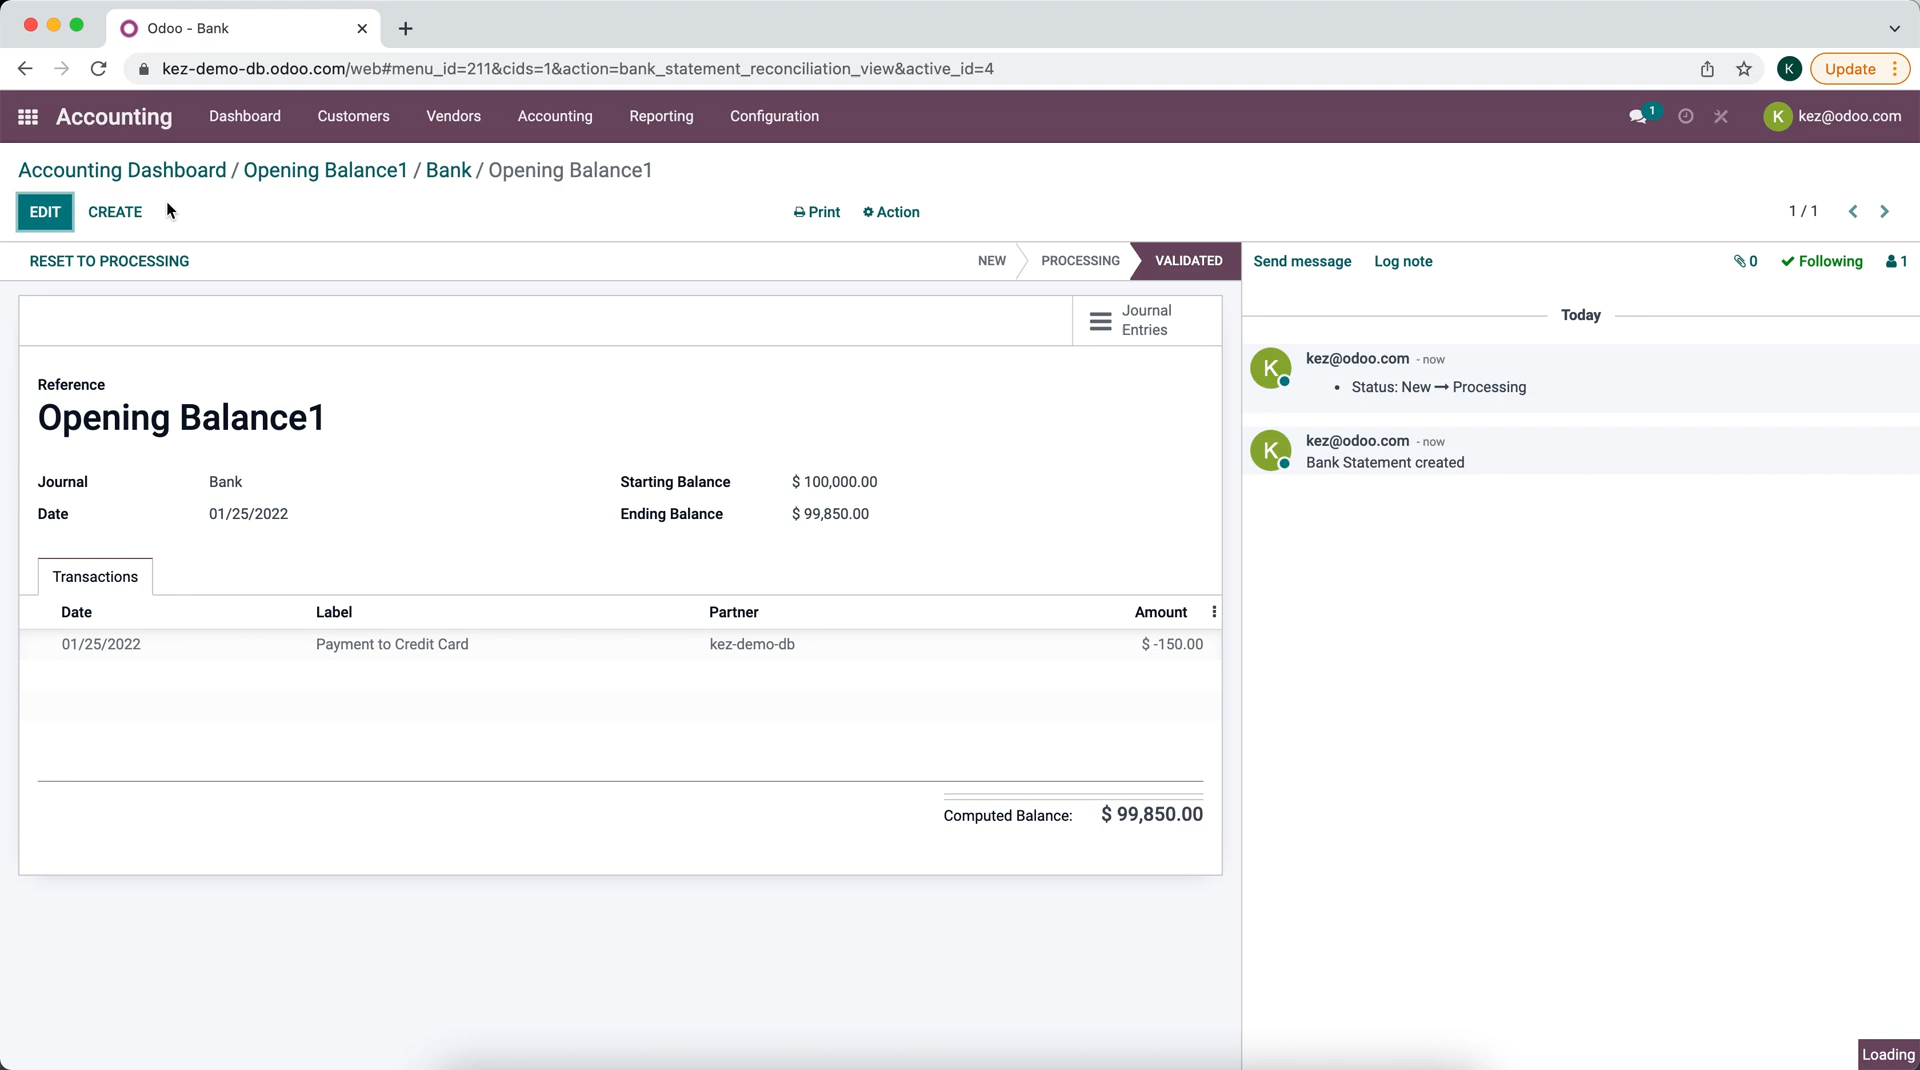 Odoo - Bank
kez-demo-db.odoo.com/web#menu_id=211&cids=1&action=bank_statement_reconciliation_view&active_id=4
K
Update
Accounting
Dashboard
Customers
Vendors
Accounting
Reporting
Configuration
1
K
kez@odoo.com
Accounting Dashboard / Opening Balance1 / Bank / Opening Balance1
EDIT
CREATE
Print
Action
1 / 1
RESET TO PROCESSING
NEW
PROCESSING
VALIDATED
Send message
Log note
0
Following
1
Journal
Entries
Today
Reference
Opening Balance1
K
kez@odoo.com - now
• Status: New → Processing
K
kez@odoo.com - now
Bank Statement created
Journal
Bank
Starting Balance
$ 100,000.00
Date
01/25/2022
Ending Balance
$ 99,850.00
Transactions
Date
Label
Partner
Amount
01/25/2022
Payment to Credit Card
kez-demo-db
$ -150.00
Computed Balance:
$ 99,850.00
Loading